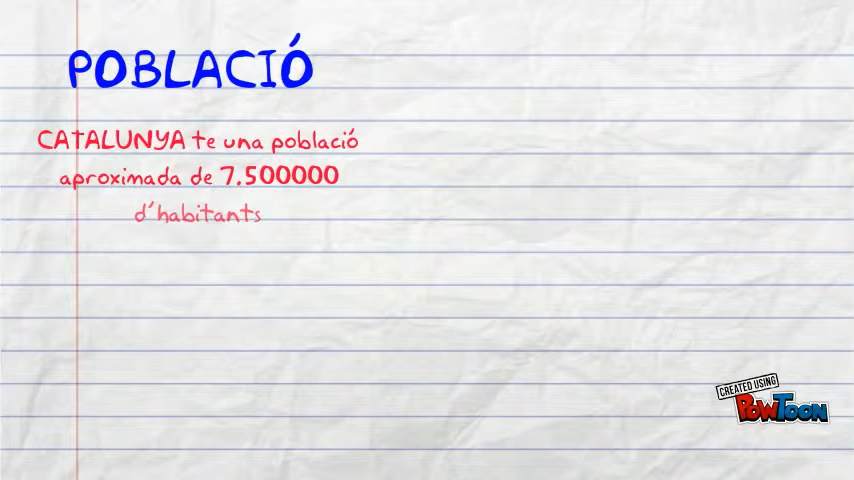 POBLACIÓ
CATALUNYA te una població
aproximada de 7.500000
d'habitants
CREATED USING
POWTOON